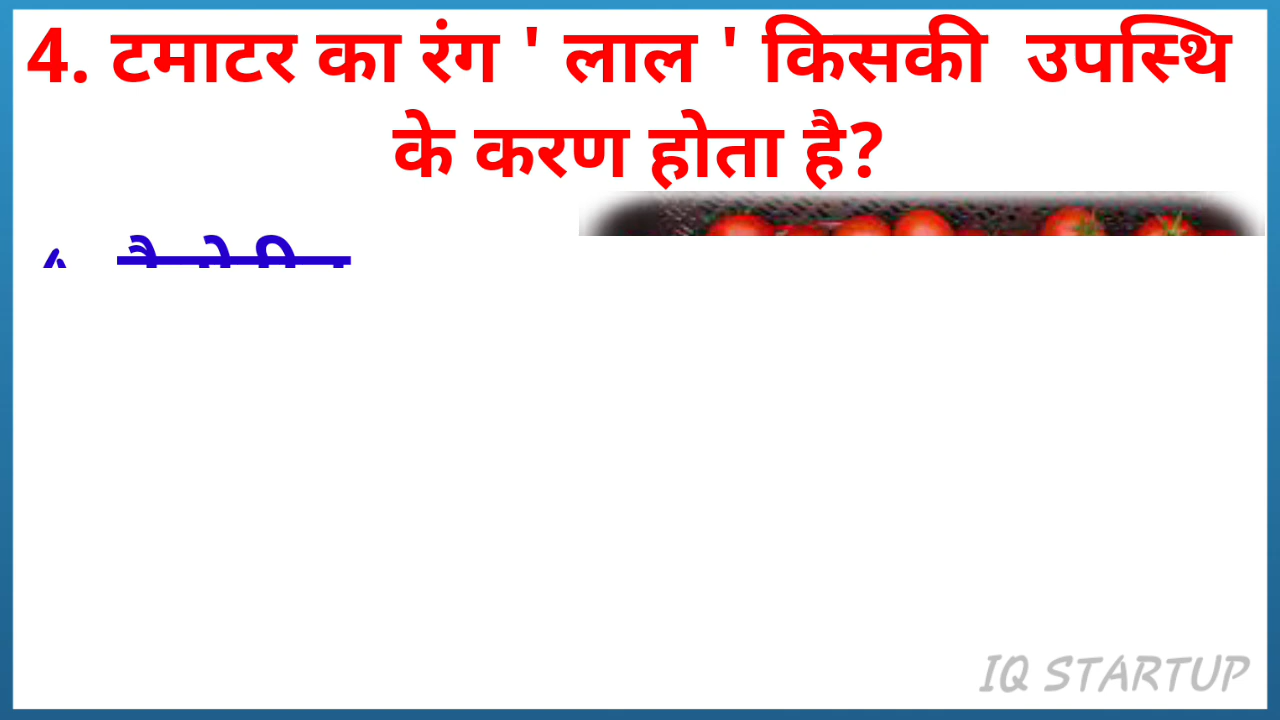 4. टमाटर का रंग ' लाल ' किसकी उपस्थि
के करण होता है?
IQ STARTUP